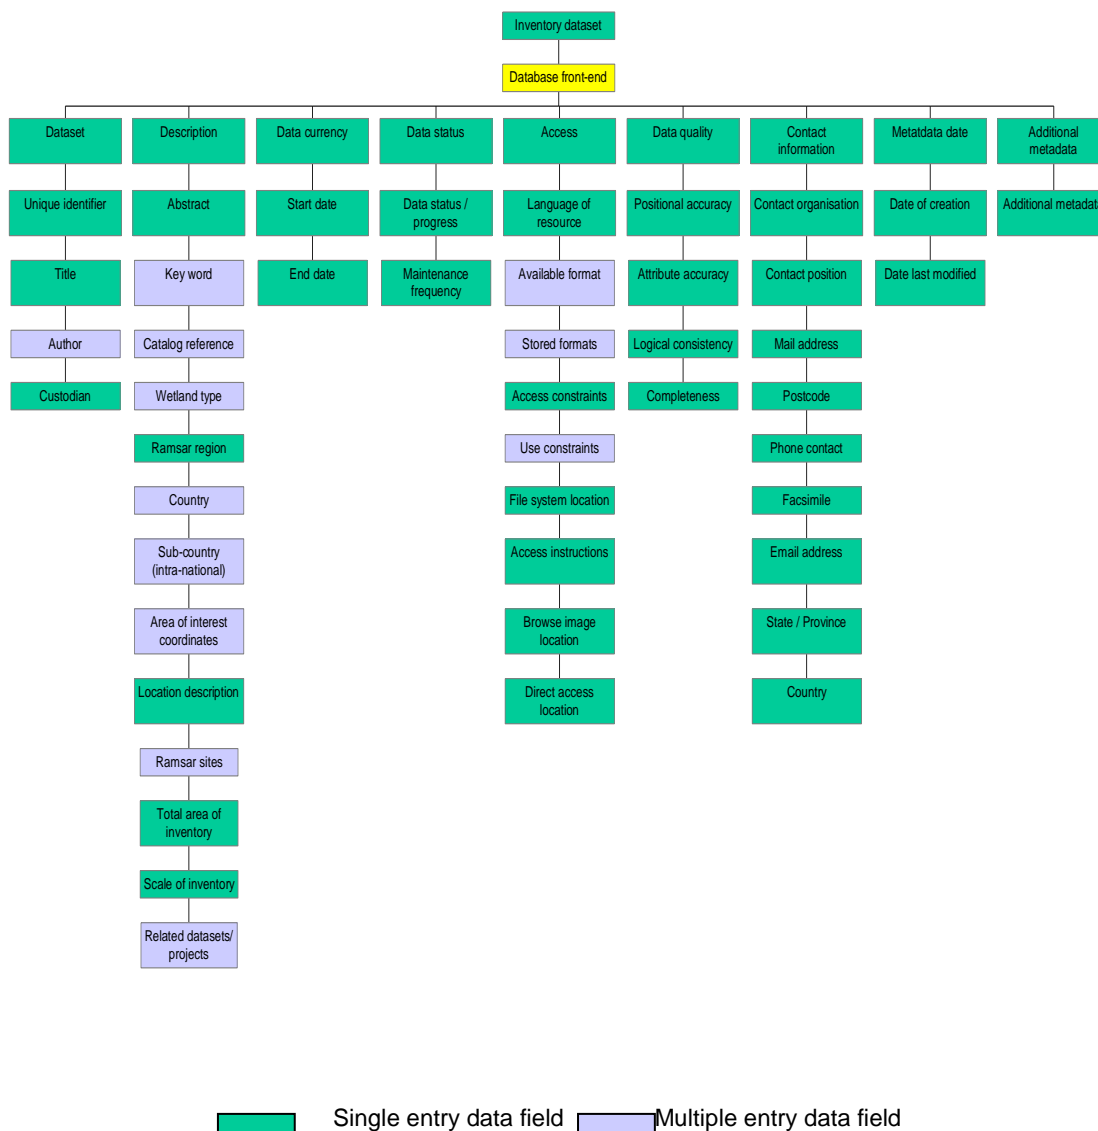 Inventory dataset
Database front-end
Dataset
Unique identifier
Title
Author
Custodian
Description
Abstract
Key word
Catalog reference
Wetland type
Ramsar region
Country
Sub-country
(intra-national)
Area of interest
coordinates
Location description
Ramsar sites
Total area of
inventory
Scale of inventory
Related datasets/
projects
Data currency
Start date
End date
Data status
Data status /
progress
Maintenance
frequency
Access
Language of
resource
Available format
Stored formats
Access constraints
Use constraints
File system location
Access instructions
Browse image
location
Direct access
location
Data quality
Positional accuracy
Attribute accuracy
Logical consistency
Completeness
Contact
information
Contact organisation
Contact position
Mail address
Postcode
Phone contact
Facsimile
Email address
State / Province
Country
Metatdata date
Date of creation
Date last modified
Additional
metadata
Additional metadata
Single entry data field
Multiple entry data field